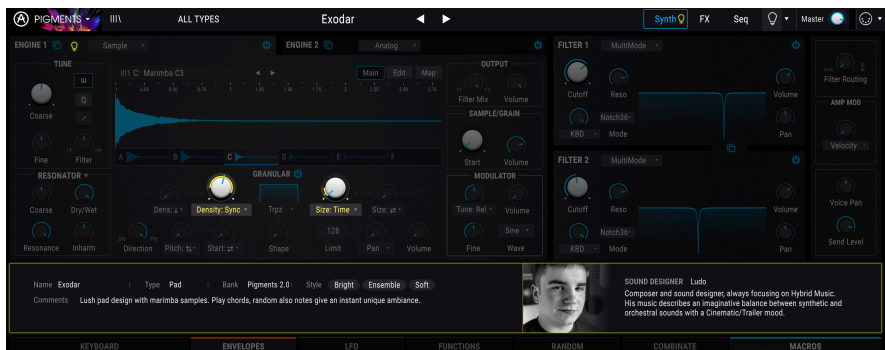 PIGMENTS
ALL TYPES
Exodar
Synth
FX
Seq
Master
ENGINE 1
Sample
ENGINE 2
Analog
FILTER 1
MultiMode
TUNE
C: Marimba C3
Main
Edit
Map
OUTPUT
Coarse
Q
Filter Mix
Volume
Cutoff
Reso
Volume
Filter Routing
SAMPLE/GRAIN
Notch36
AMP MOD
KBD
Mode
Pan
Fine
Filter
A
B
C
D
E
F
Start
Volume
Velocity
FILTER 2
MultiMode
RESONATOR
GRANULAR
MODULATOR
Coarse
Dry/Wet
Dens:
Density: Sync
Trpz
Size: Time
Size:
Tune: Rel
Volume
Cutoff
Reso
Volume
Voice Pan
128
Sine
Notch36
Resonance
Inharm
Direction
Pitch:
Start:
Shape
Limit
Pan
Volume
Fine
Wave
KBD
Mode
Pan
Send Level
Name Exodar
Type Pad
Bank Pigments 2.0
Style Bright Ensemble Soft
Comments Lush pad design with marimba samples. Play chords, random also notes give an instant unique ambiance.
SOUND DESIGNER Ludo
Composer and sound designer, always focusing on Hybrid Music.
His music describes an imaginative balance between synthetic and
orchestral sounds with a Cinematic/Trailer mood.
KEYBOARD
ENVELOPES
LFO
FUNCTIONS
RANDOM
COMBINATE
MACROS